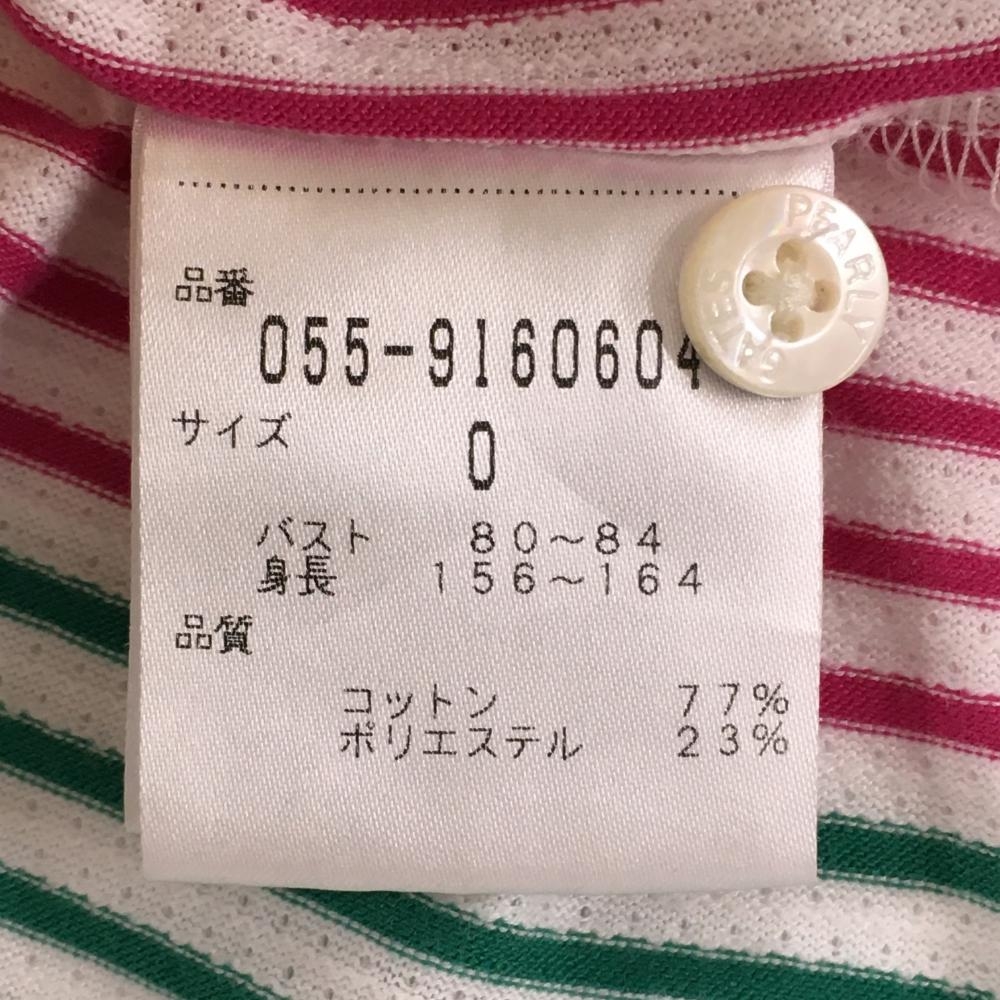 品番
055-9160604
サイズ
0
バスト 80～84
身長 156～164
品質
コットン 77%
ポリエステル 23%
PEARLY GATES